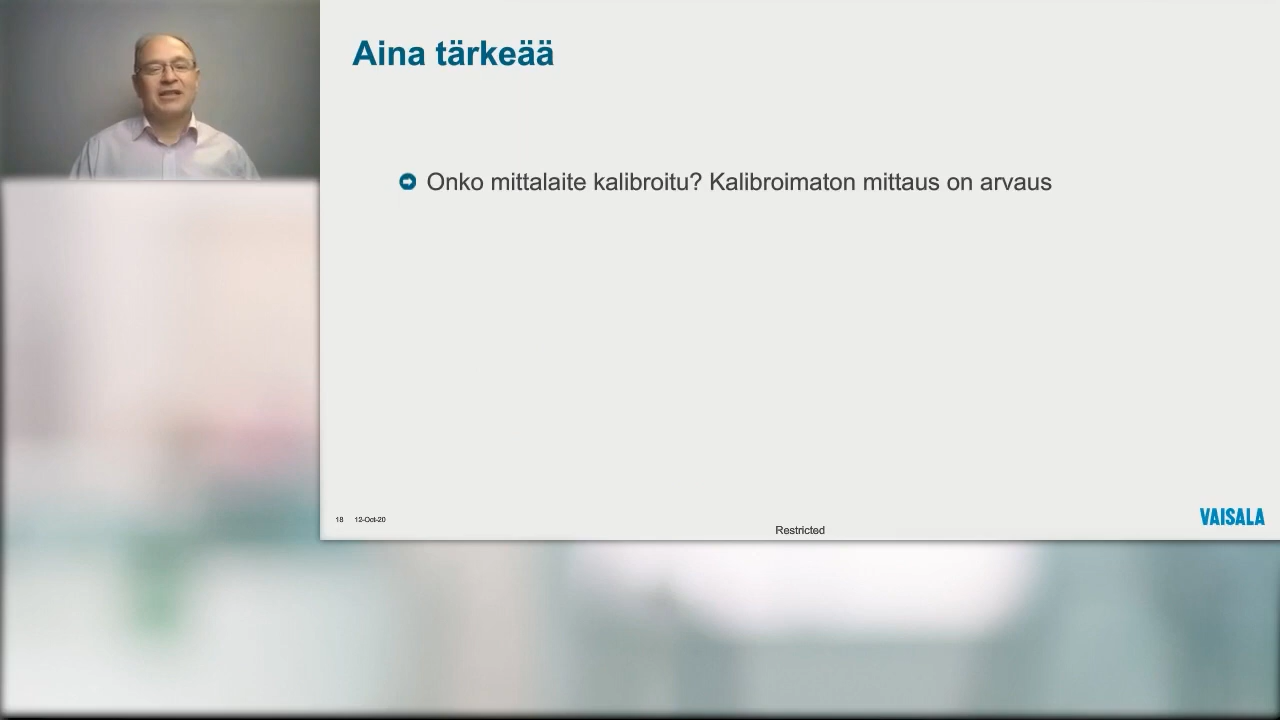 Aina tärkeää
Onko mittalaite kalibroitu? Kalibroimaton mittaus on arvaus
18 12-Oct-20
Restricted
VAISALA